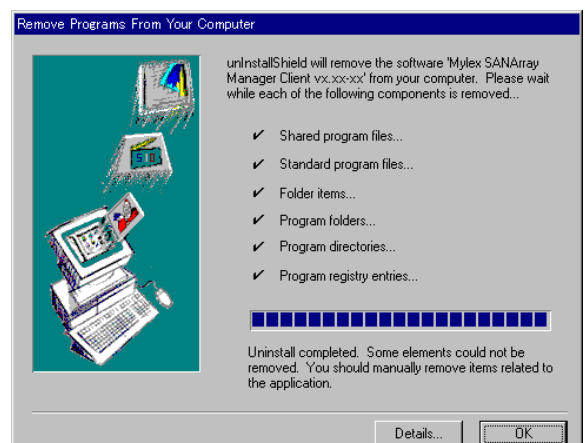 Remove Programs From Your Computer
unInstallShield will remove the software 'Mylex SANArray
Manager Client vx.xx-xx' from your computer. Please wait
while each of the following components is removed...
✔ Shared program files...
✔ Standard program files...
✔ Folder items...
✔ Program folders...
✔ Program directories...
✔ Program registry entries...
Uninstall completed. Some elements could not be
removed. You should manually remove items related to
the application.
Details...
OK